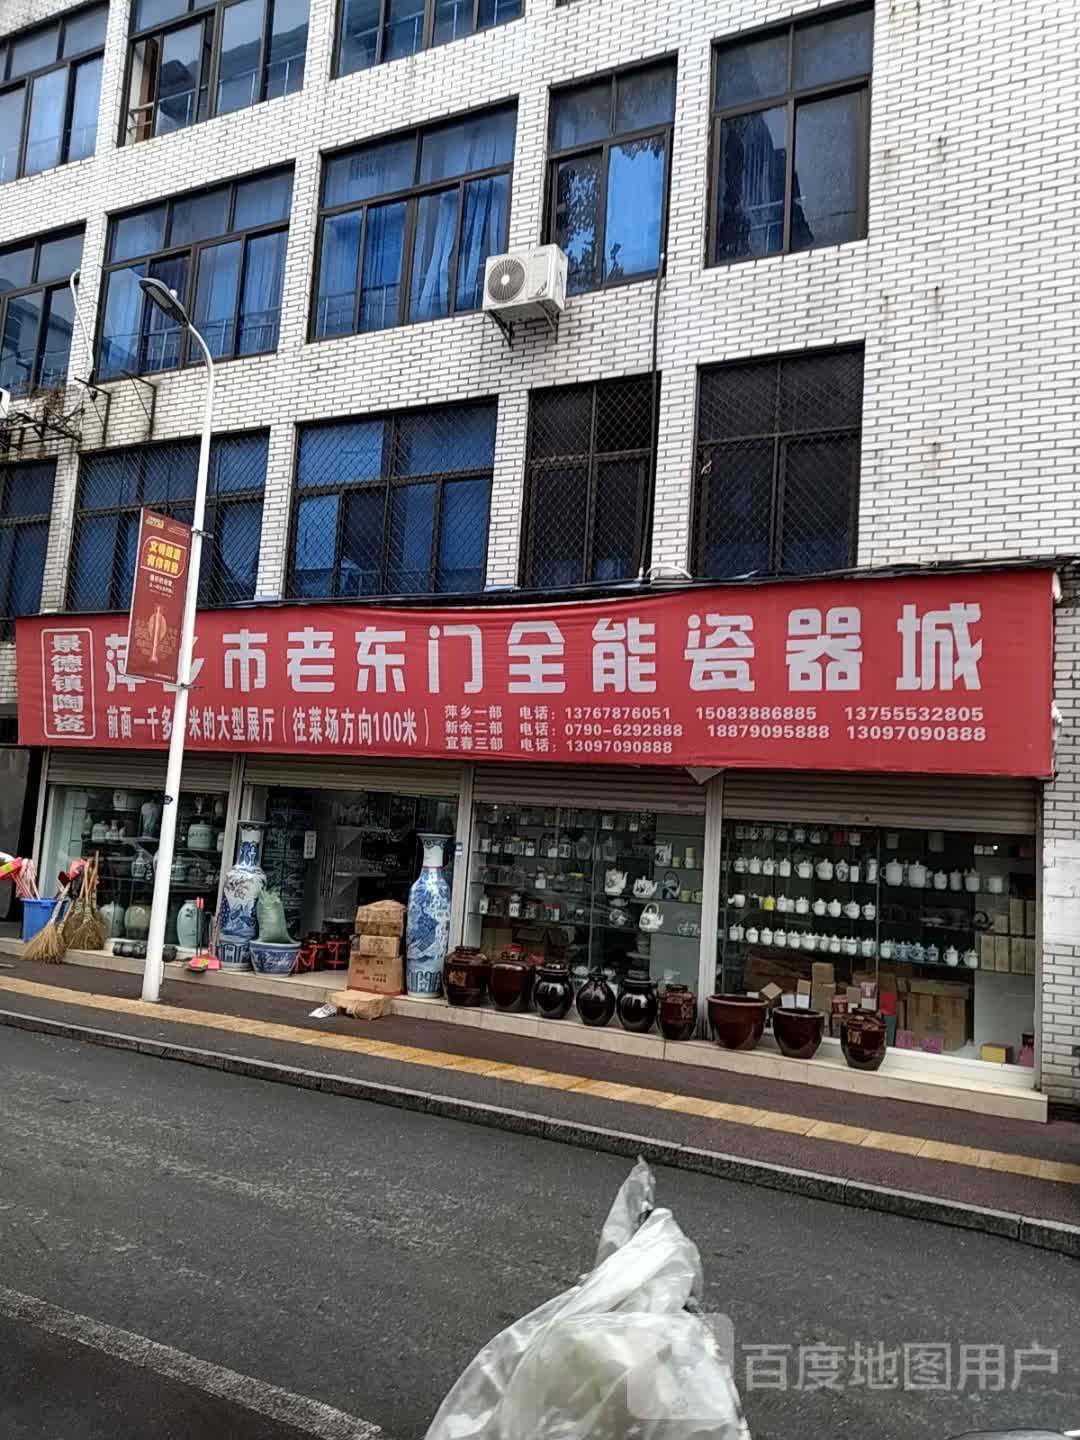 文明健康
有你有我
景德镇陶瓷
萍乡市老东门全能瓷器城
前面一千多 米的大型展厅（往菜场方向100米）
萍乡一部 电话：13767876051 15083886885 13755532805
新余二部 电话：0790-6292888 18879095888 13097090888
宜春三部 电话：13097090888
百度地图用户